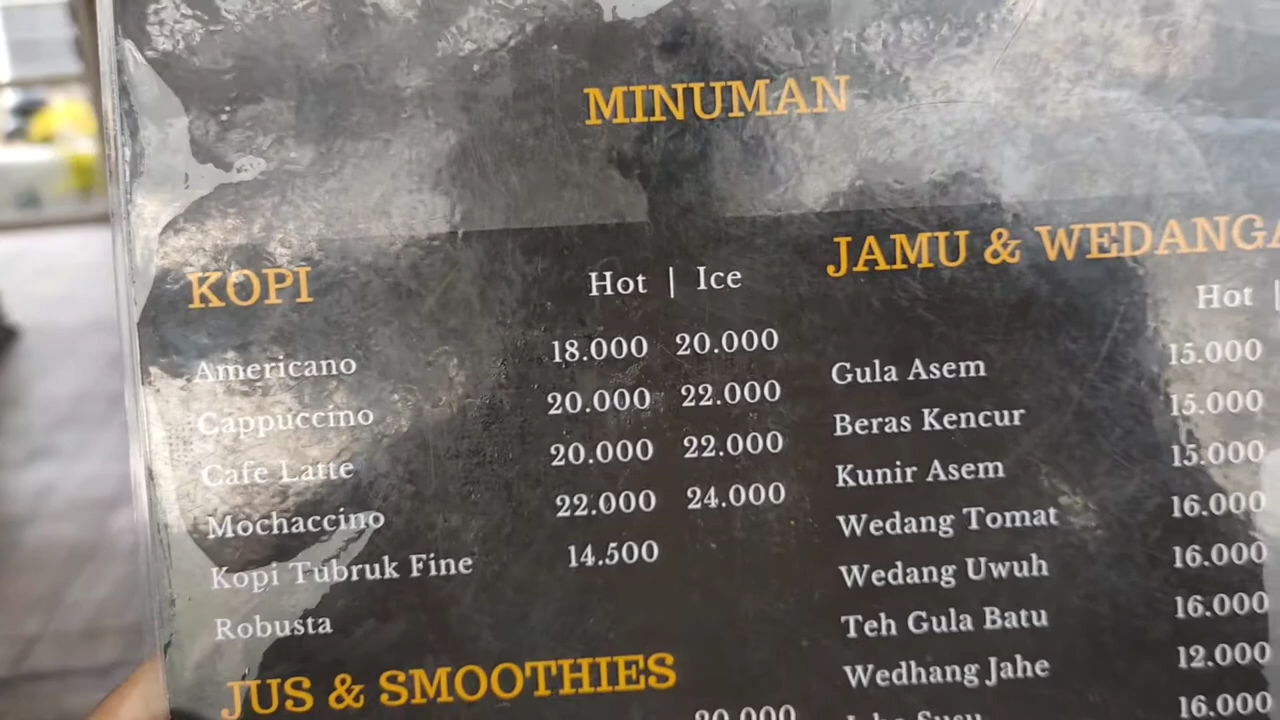 MINUMAN
KOPI
Hot | Ice
Americano 18.000 20.000
Cappuccino 20.000 22.000
Cafe Latte 20.000 22.000
Mochaccino 22.000 24.000
Kopi Tubruk Fine 14.500
Robusta
JUS & SMOOTHIES
20.000
JAMU &
Hot |
Gula Asem 15.000
Beras Kencur 15.000
Kunir Asem 15.000
Wedang Tomat 16.000
Wedang Uwuh 16.000
Teh Gula Batu 16.000
Wedhang Jahe 12.000
16.000